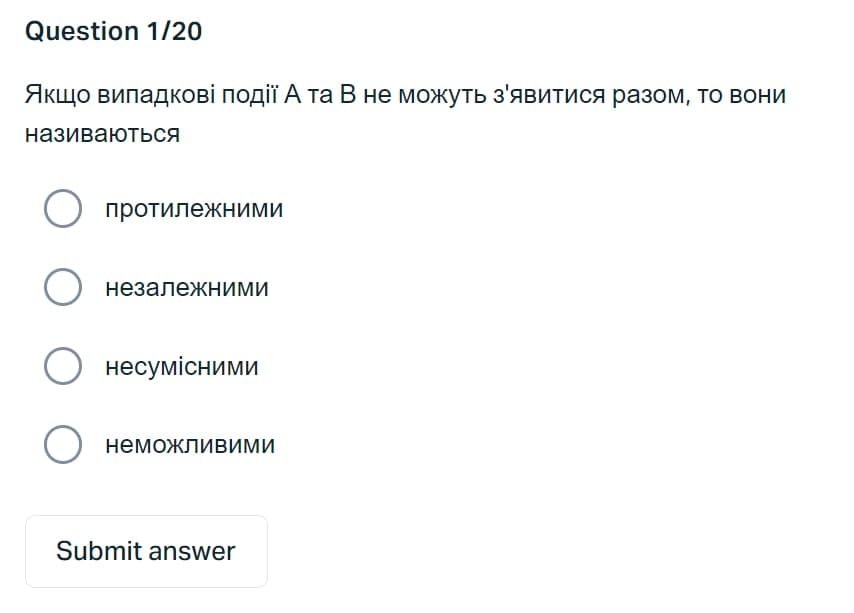 Question 1/20
Якщо випадкові події А та В не можуть з'явитися разом, то вони
називаються
протилежними
незалежними
несумісними
неможливими
Submit answer